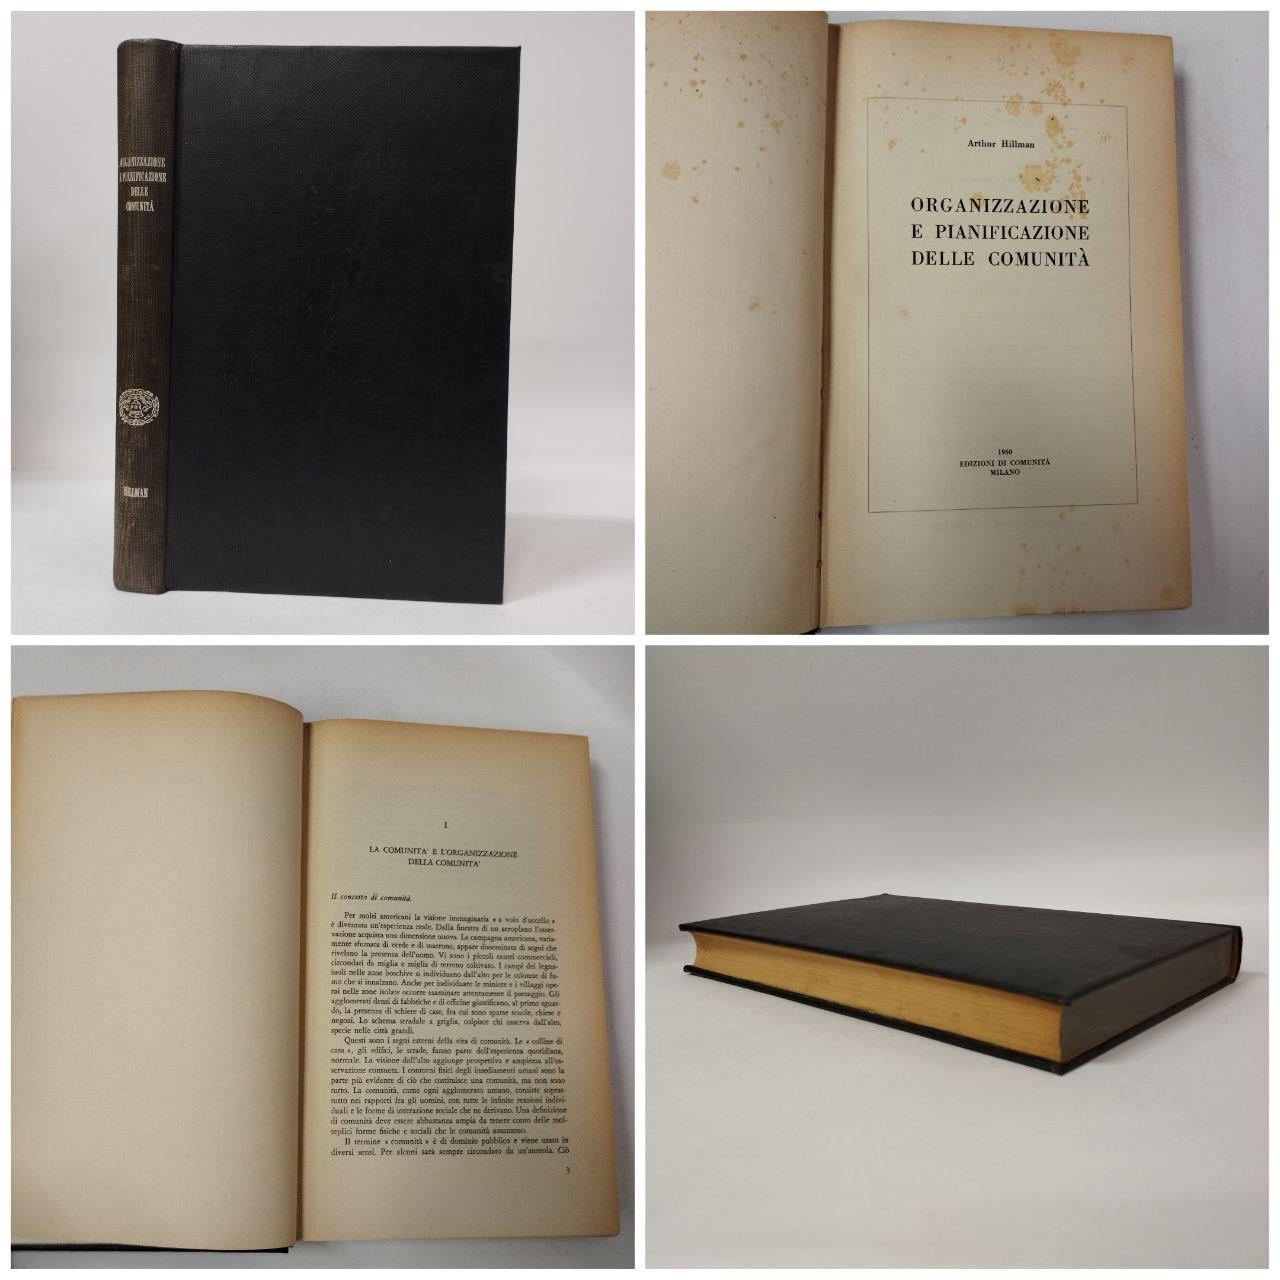 ORGANIZZAZIONE
E PIANIFICAZIONE
DELLE
COMUNITÀ
HILLMAN
Arthur Hillman
ORGANIZZAZIONE
E PIANIFICAZIONE
DELLE COMUNITÀ
1960
EDIZIONI DI COMUNITÀ
MILANO
I
LA COMUNITA' E L'ORGANIZZAZIONE
DELLA COMUNITA'
Il concetto di comunità.
Per molti americani la visione immaginaria « a volo d'uccello »
è diventata un'esperienza reale. Dalla finestra di un aeroplano l'osser-
vazione acquista una dimensione nuova. La campagna americana, varia-
mente sfumata di verde e di marrone, appare disseminata di segni che
rivelano la presenza dell'uomo. Vi sono i piccoli centri commerciali,
circondati da miglia e miglia di terreno coltivato. I campi dei legna-
iuoli nelle zone boschive si individuano dall'alto per le colonne di fu-
mo che si innalzano. Anche per individuare le miniere e i villaggi ope-
rai nelle zone isolate occorre esaminare attentamente il paesaggio. Gli
agglomerati densi di fabbriche e di officine giustificano, al primo sguar-
do, la presenza di schiere di case, fra cui sono sparse scuole, chiese e
negozi. Lo schema stradale a griglia, colpisce chi osserva dall'alto,
specie nelle città grandi.
Questi sono i segni esterni della vita di comunità. Le « colline di
casa », gli edifici, le strade, fanno parte dell'esperienza quotidiana,
normale. La visione dall'alto aggiunge prospettiva e ampiezza all'os-
servazione consueta. I contorni fisici degli insediamenti umani sono la
parte più evidente di ciò che costituisce una comunità, ma non sono
tutto. La comunità, come ogni agglomerato umano, consiste soprat-
tutto nei rapporti fra gli uomini, con tutte le infinite reazioni indivi-
duali e le forme di interazione sociale che ne derivano. Una definizione
di comunità deve essere abbastanza ampia da tenere conto delle mol-
teplici forme fisiche e sociali che le comunità assumono.
Il termine « comunità » è di dominio pubblico e viene usato in
diversi sensi. Per alcuni sarà sempre circondato da un'aureola. Ciò
3